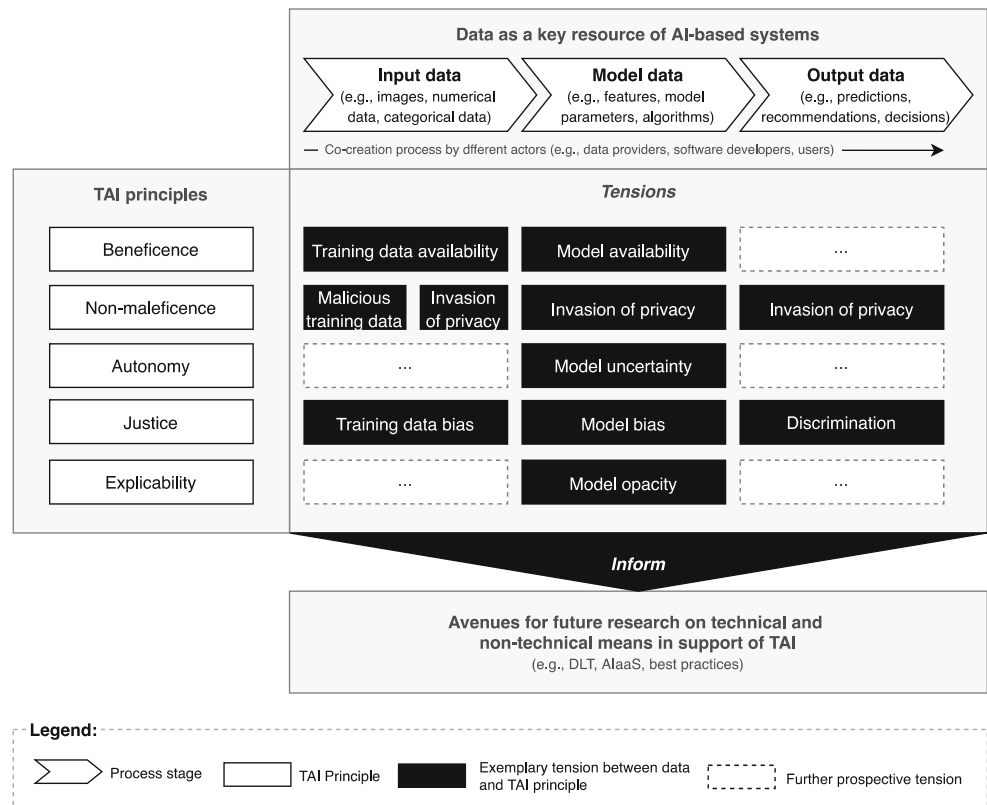 Data as a key resource of AI-based systems
Input data
(e.g., images, numerical
data, categorical data)
Model data
(e.g., features, model
parameters, algorithms)
Output data
(e.g., predictions,
recommendations, decisions)
Co-creation process by dfferent actors (e.g., data providers, software developers, users)
TAI principles
Tensions
Beneficence
Training data availability
Model availability
...
Non-maleficence
Malicious
training data
Invasion
of privacy
Invasion of privacy
Invasion of privacy
Autonomy
...
Model uncertainty
...
Justice
Training data bias
Model bias
Discrimination
Explicability
...
Model opacity
...
Inform
Avenues for future research on technical and
non-technical means in support of TAI
(e.g., DLT, AIaaS, best practices)
Legend:
Process stage
TAI Principle
Exemplary tension between data
and TAI principle
Further prospective tension